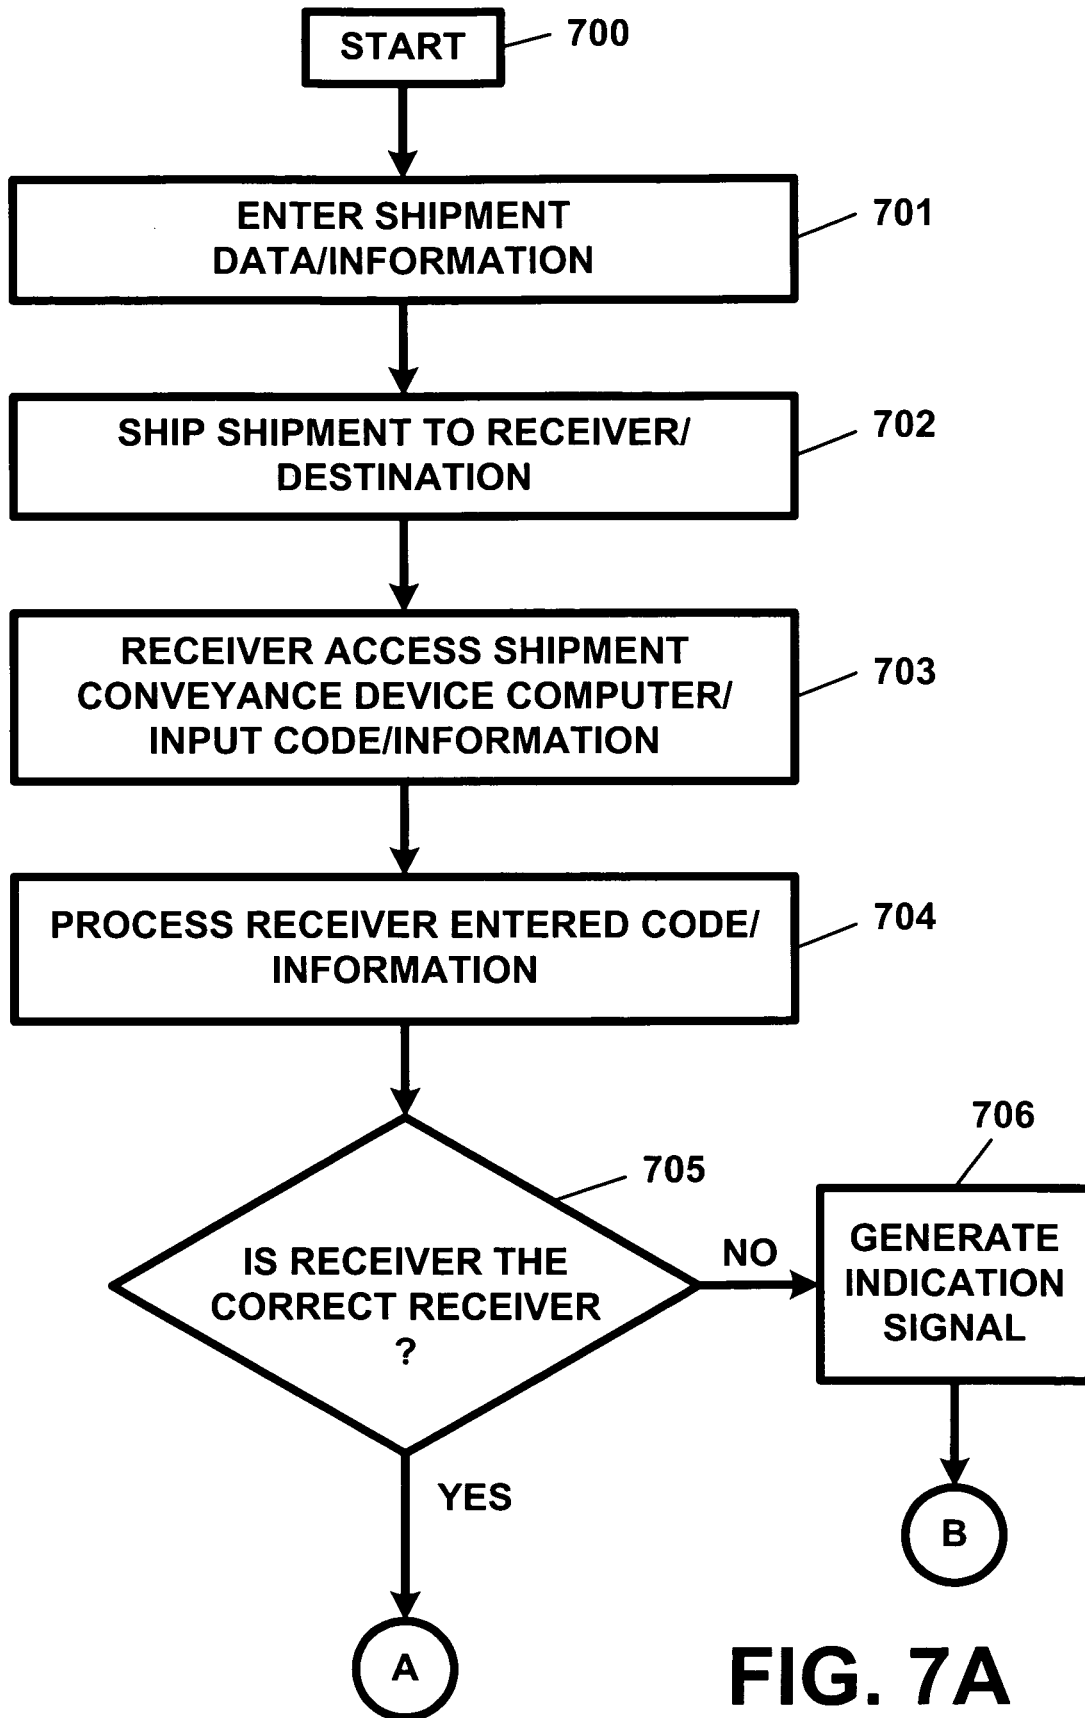 START
700
ENTER SHIPMENT
DATA/INFORMATION
701
SHIP SHIPMENT TO RECEIVER/
DESTINATION
702
RECEIVER ACCESS SHIPMENT
CONVEYANCE DEVICE COMPUTER/
INPUT CODE/INFORMATION
703
PROCESS RECEIVER ENTERED CODE/
INFORMATION
704
IS RECEIVER THE
CORRECT RECEIVER
?
705
NO
706
GENERATE
INDICATION
SIGNAL
YES
B
A
FIG. 7A